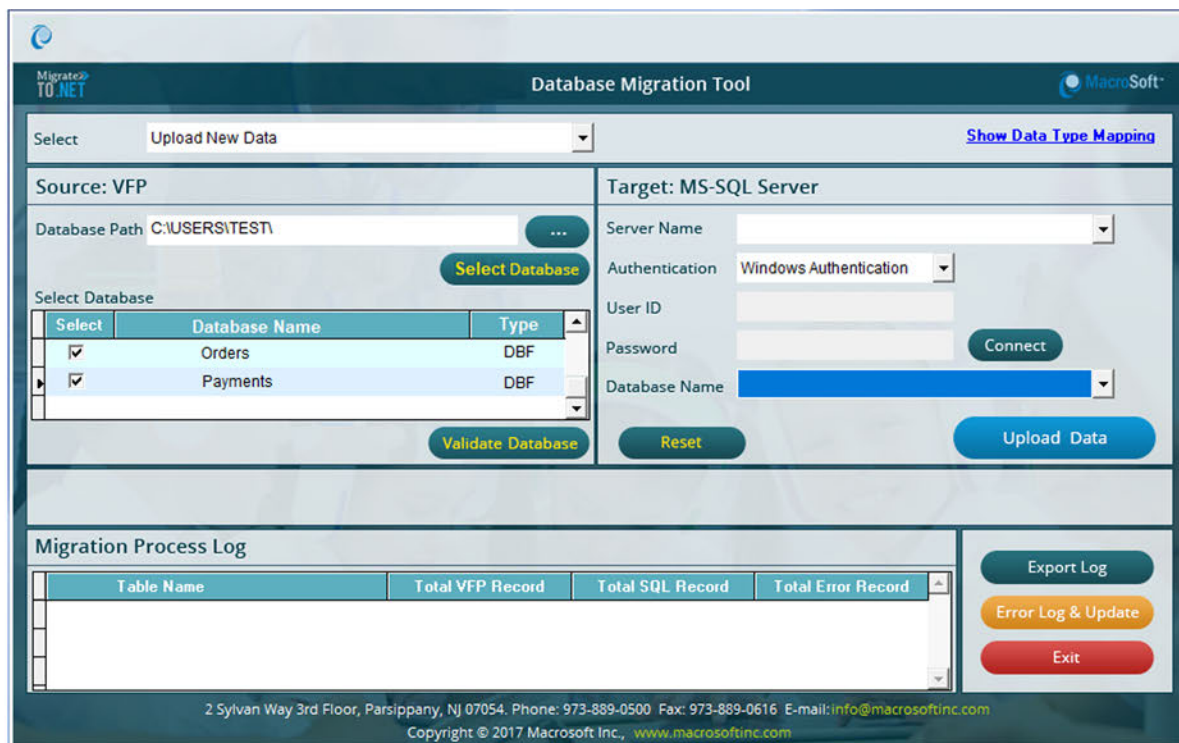 Migrate
TO.NET
Database Migration Tool
MacroSoft
Select
Upload New Data
Show Data Type Mapping
Source: VFP
Database Path
C:\USERS\TEST\
...
Select Database
Select Database
Select Database Name Type
Orders DBF
Payments DBF
Validate Database
Target: MS-SQL Server
Server Name
Authentication
Windows Authentication
User ID
Password
Connect
Database Name
Reset
Upload Data
Migration Process Log
Table Name Total VFP Record Total SQL Record Total Error Record
Export Log
Error Log & Update
Exit
2 Sylvan Way 3rd Floor, Parsippany, NJ 07054. Phone: 973-889-0500 Fax: 973-889-0616 E-mail:info@macrosoftinc.com
Copyright © 2017 Macrosoft Inc., www.macrosoftinc.com